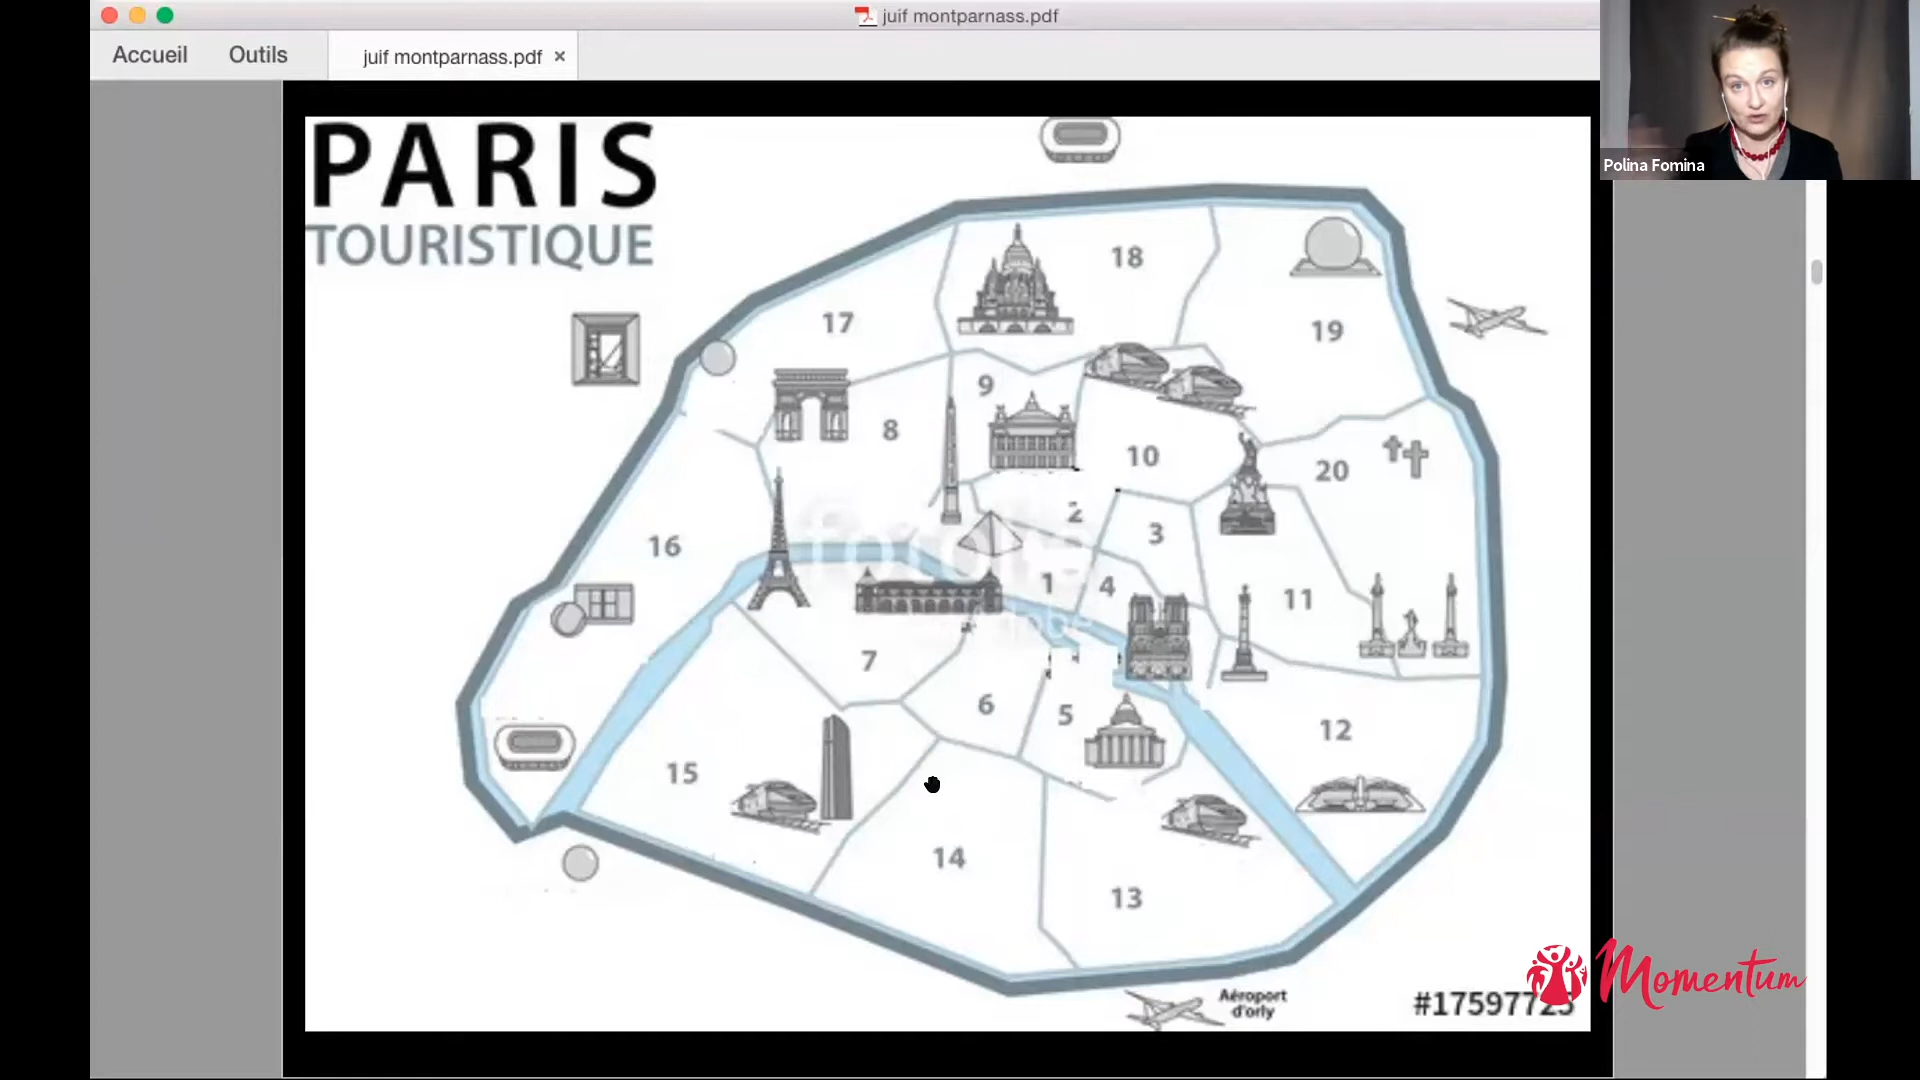 juif montparnass.pdf
Accueil
Outils
juif montparnass.pdf ×
Polina Fomina
PARIS
TOURISTIQUE
18
17
19
9
8
10
20
2
3
16
1
4
11
7
6
5
12
15
14
13
Aéroport
d'orly
#17597725
Momentum